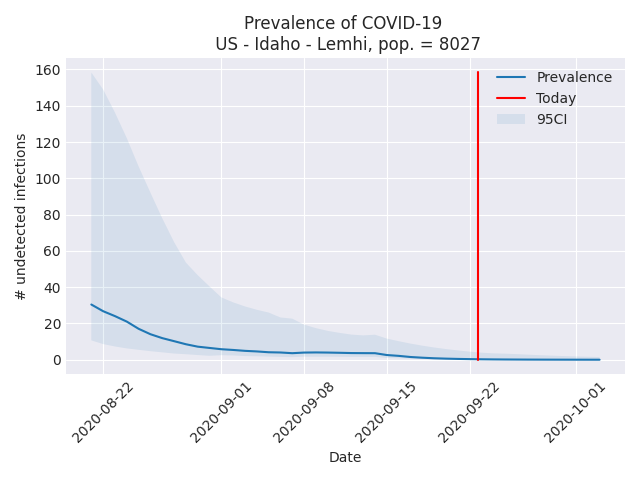 Prevalence of COVID-19
US - Idaho - Lemhi, pop. = 8027
Prevalence
Today
95CI
# undetected infections
160
140
120
100
80
60
40
20
0
2020-08-22
2020-09-01
2020-09-08
2020-09-15
2020-09-22
2020-10-01
Date